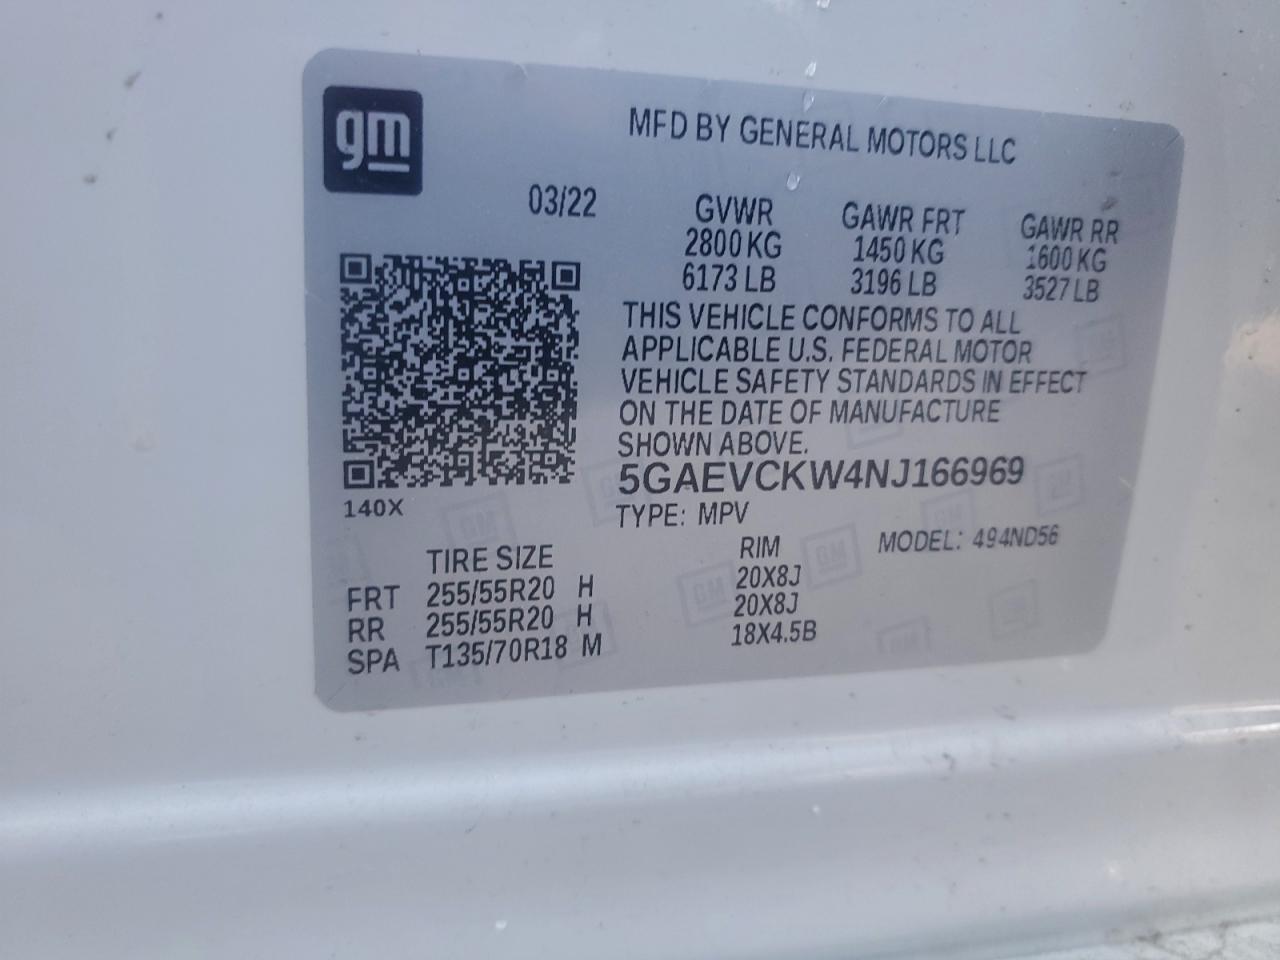 gm
MFD BY GENERAL MOTORS LLC
03/22
GVWR GAWR FRT GAWR RR
2800 KG 1450 KG 1600 KG
6173 LB 3196 LB 3527 LB
THIS VEHICLE CONFORMS TO ALL
APPLICABLE U.S. FEDERAL MOTOR
VEHICLE SAFETY STANDARDS IN EFFECT
ON THE DATE OF MANUFACTURE
SHOWN ABOVE.
5GAEVCKW4NJ166969
140X
TYPE: MPV
MODEL: 494ND56
TIRE SIZE RIM
FRT 255/55R20 H 20X8J
RR 255/55R20 H 20X8J
SPA T135/70R18 M 18X4.5B